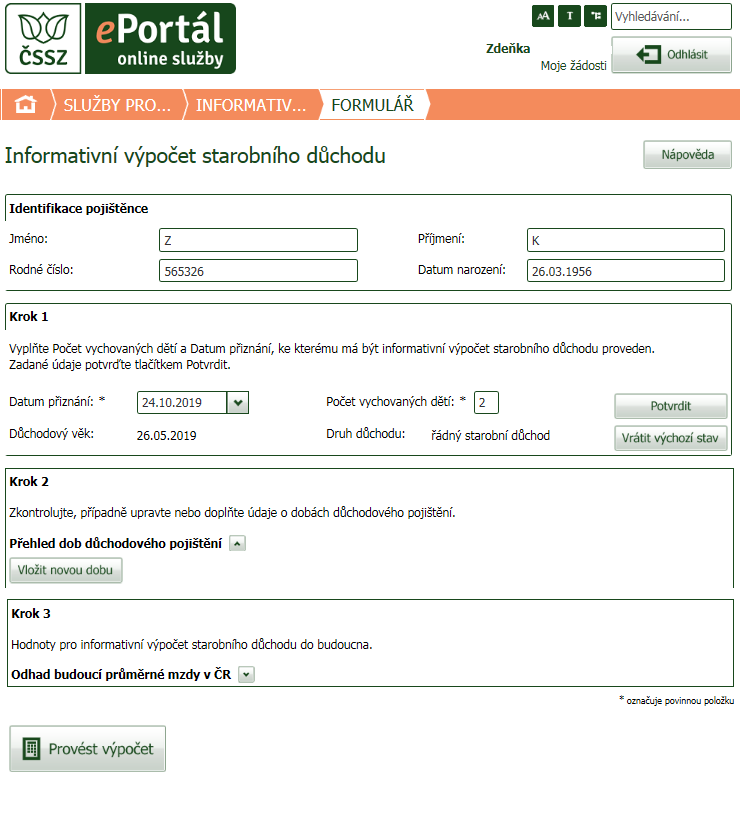 ČSSZ
ePortál
online služby
AA T
Vyhledávání...
Zdeňka
Moje žádosti
Odhlásit
SLUŽBY PRO... INFORMATIV... FORMULÁŘ
Informativní výpočet starobního důchodu
Nápověda
Identifikace pojištěnce
Jméno: Z Příjmení: K
Rodné číslo: 565326 Datum narození: 26.03.1956
Krok 1
Vyplňte Počet vychovaných dětí a Datum přiznání, ke kterému má být informativní výpočet starobního důchodu proveden.
Zadané údaje potvrďte tlačítkem Potvrdit.
Datum přiznání: * 24.10.2019 Počet vychovaných dětí: * 2 Potvrdit
Důchodový věk: 26.05.2019 Druh důchodu: řádný starobní důchod Vrátit výchozí stav
Krok 2
Zkontrolujte, případně upravte nebo doplňte údaje o dobách důchodového pojištění.
Přehled dob důchodového pojištění
Vložit novou dobu
Krok 3
Hodnoty pro informativní výpočet starobního důchodu do budoucna.
Odhad budoucí průměrné mzdy v ČR
* označuje povinnou položku
Provést výpočet